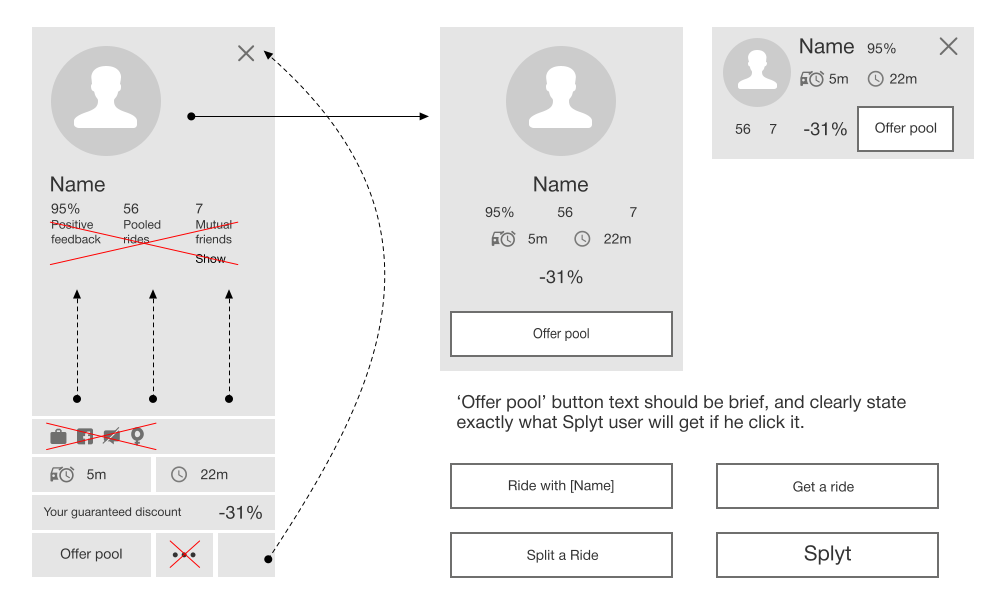 Name
95%
56
7
Positive
feedback
Pooled
rides
Mutual
friends
Show
5m
22m
Your guaranteed discount
-31%
Offer pool
Name
95%
56
7
5m
22m
-31%
Offer pool
Name
95%
5m
22m
56
7
-31%
Offer pool
‘Offer pool’ button text should be brief, and clearly state
exactly what Splyt user will get if he click it.
Ride with [Name]
Get a ride
Split a Ride
Splyt